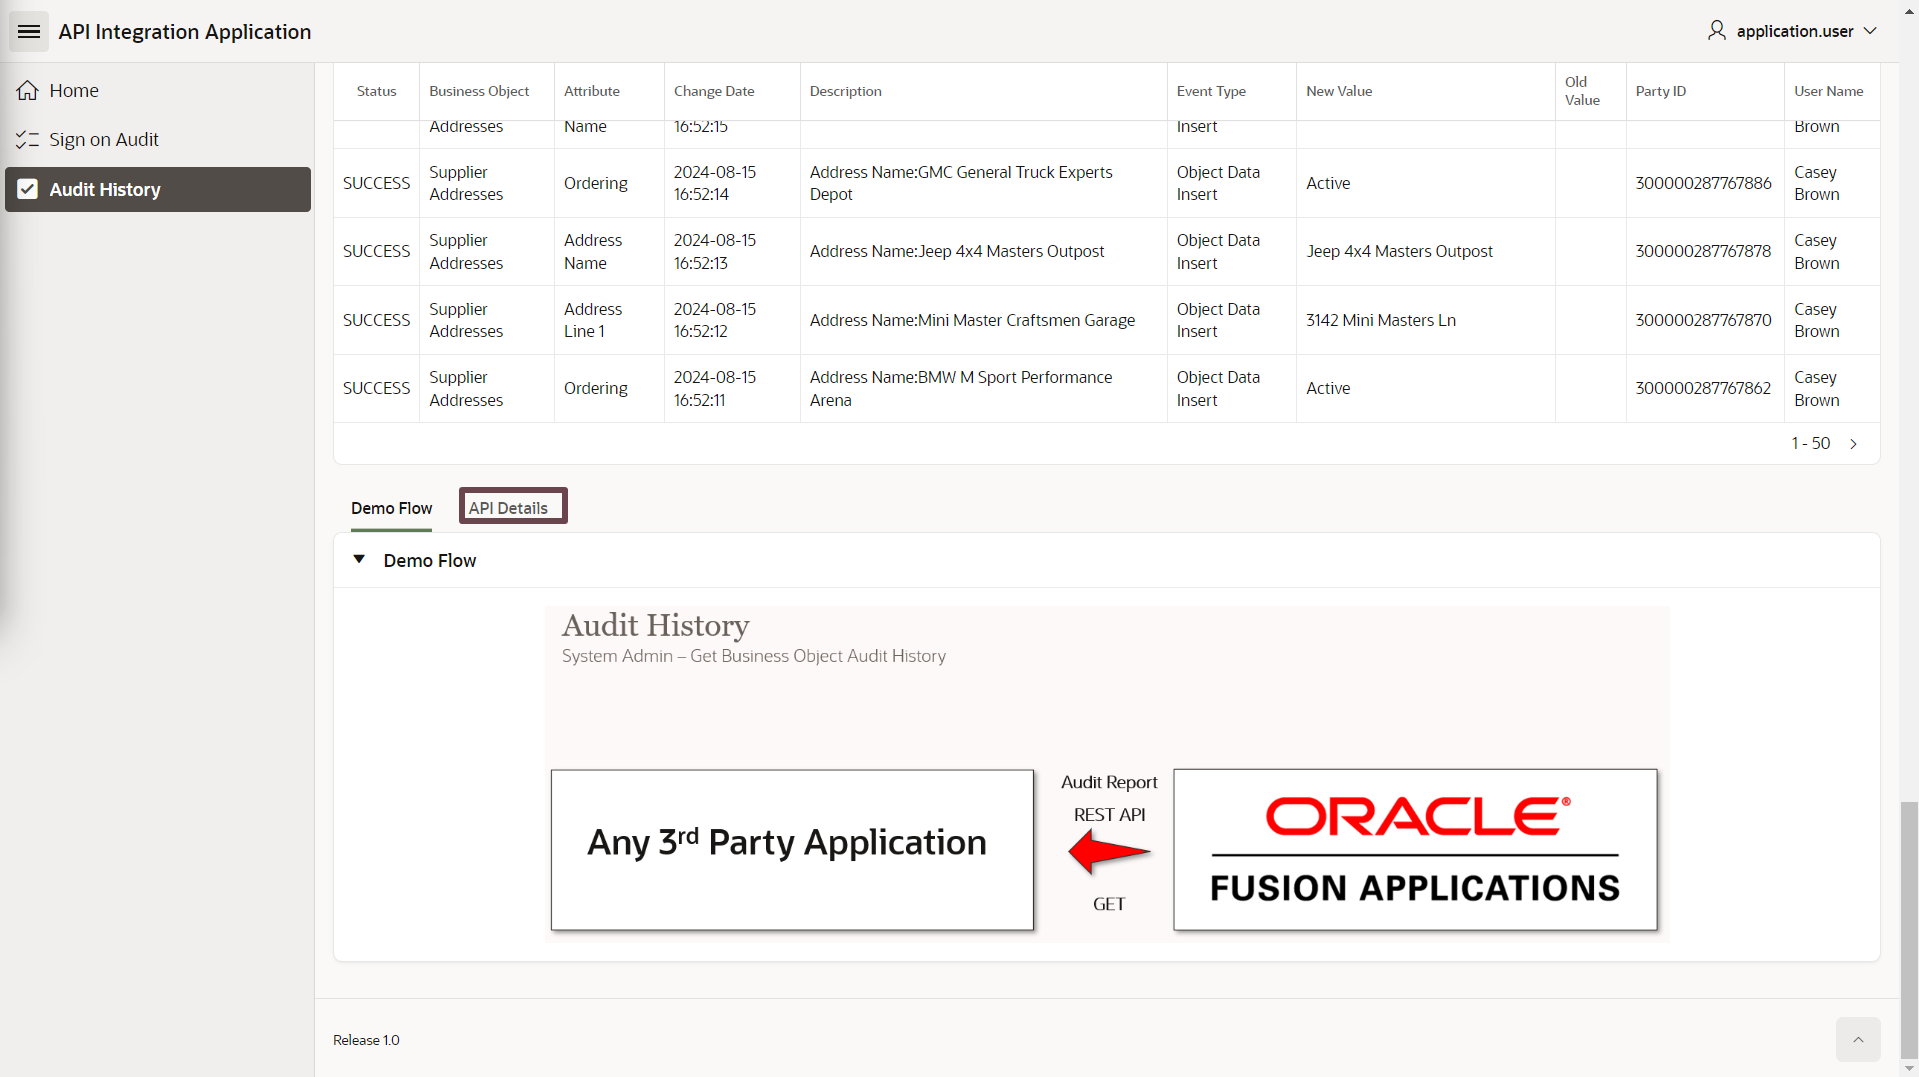 API Integration Application
application.user
Home
Sign on Audit
Audit History
Status Business Object Attribute Change Date Description Event Type New Value Old Value Party ID User Name
Addresses Name 16:52:15 Insert Brown
SUCCESS Supplier Addresses Ordering 2024-08-15 16:52:14 Address Name:GMC General Truck Experts Depot Object Data Insert Active 300000287767886 Casey Brown
SUCCESS Supplier Addresses Address Name 2024-08-15 16:52:13 Address Name:Jeep 4x4 Masters Outpost Object Data Insert Jeep 4x4 Masters Outpost 300000287767878 Casey Brown
SUCCESS Supplier Addresses Address Line 1 2024-08-15 16:52:12 Address Name:Mini Master Craftsmen Garage Object Data Insert 3142 Mini Masters Ln 300000287767870 Casey Brown
SUCCESS Supplier Addresses Ordering 2024-08-15 16:52:11 Address Name:BMW M Sport Performance Arena Object Data Insert Active 300000287767862 Casey Brown
1 - 50
Demo Flow API Details
Demo Flow
Audit History
System Admin – Get Business Object Audit History
Any 3rd Party Application
Audit Report
REST API
GET
ORACLE®
FUSION APPLICATIONS
Release 1.0